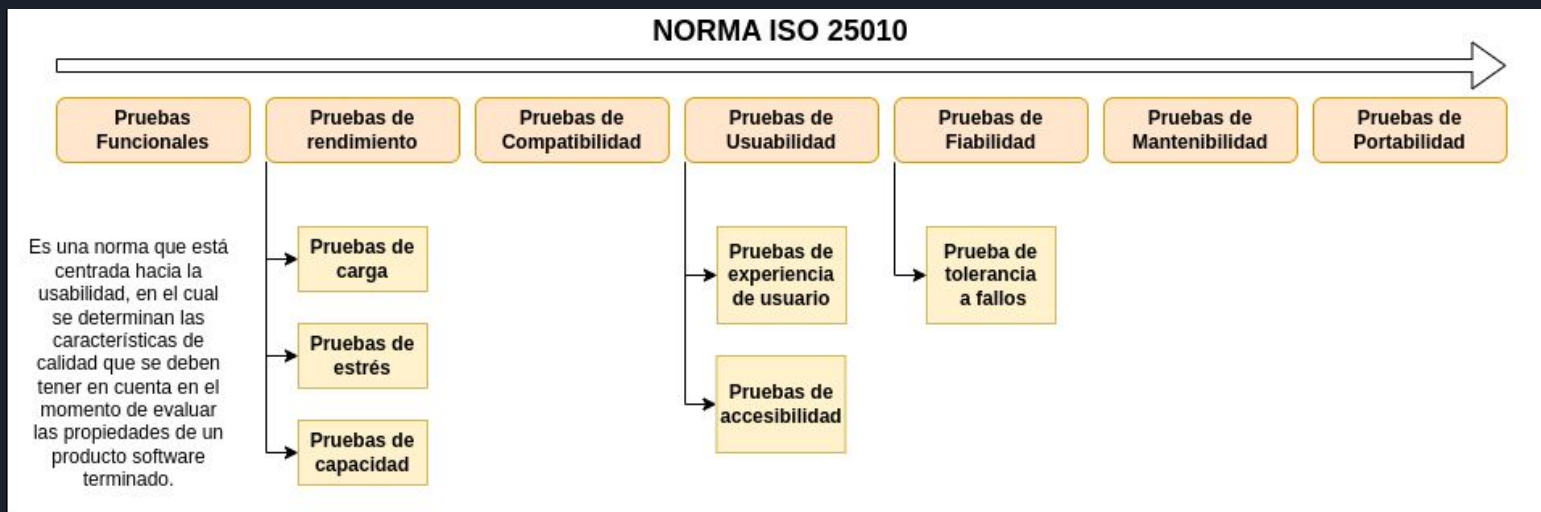 NORMA ISO 25010
Pruebas
Funcionales
Pruebas de
rendimiento
Pruebas de
Compatibilidad
Pruebas de
Usuabilidad
Pruebas de
Fiabilidad
Pruebas de
Mantenibilidad
Pruebas de
Portabilidad
Es una norma que está
centrada hacia la
usabilidad, en el cual
se determinan las
características de
calidad que se deben
tener en cuenta en el
momento de evaluar
las propiedades de un
producto software
terminado.
Pruebas de
carga
Pruebas de
estrés
Pruebas de
capacidad
Pruebas de
experiencia
de usuario
Pruebas de
accesibilidad
Prueba de
tolerancia
a fallos